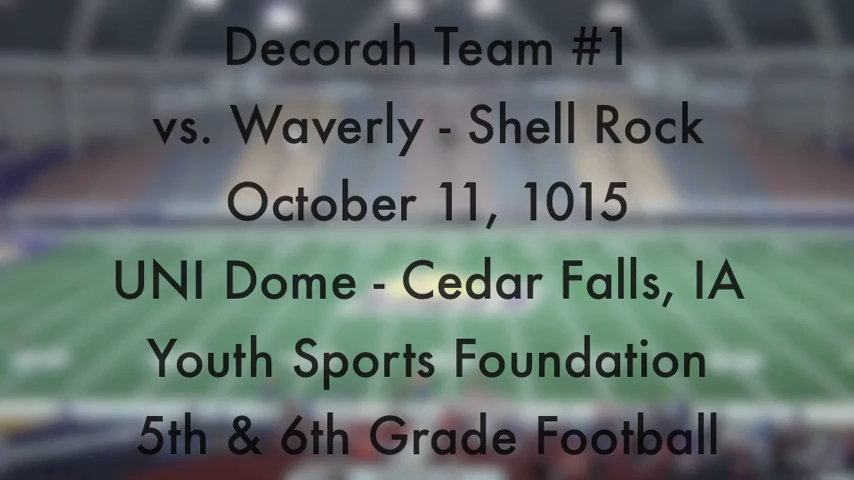 Decorah Team #1
vs. Waverly - Shell Rock
October 11, 1015
UNI Dome - Cedar Falls, IA
Youth Sports Foundation
5th & 6th Grade Football